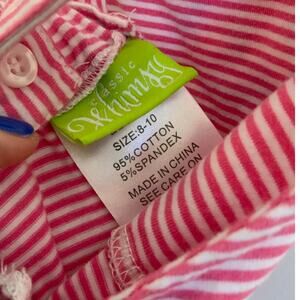 classic
Whimsy
SIZE:8-10
95%COTTON
5%SPANDEX
MADE IN CHINA
SEE CARE ON